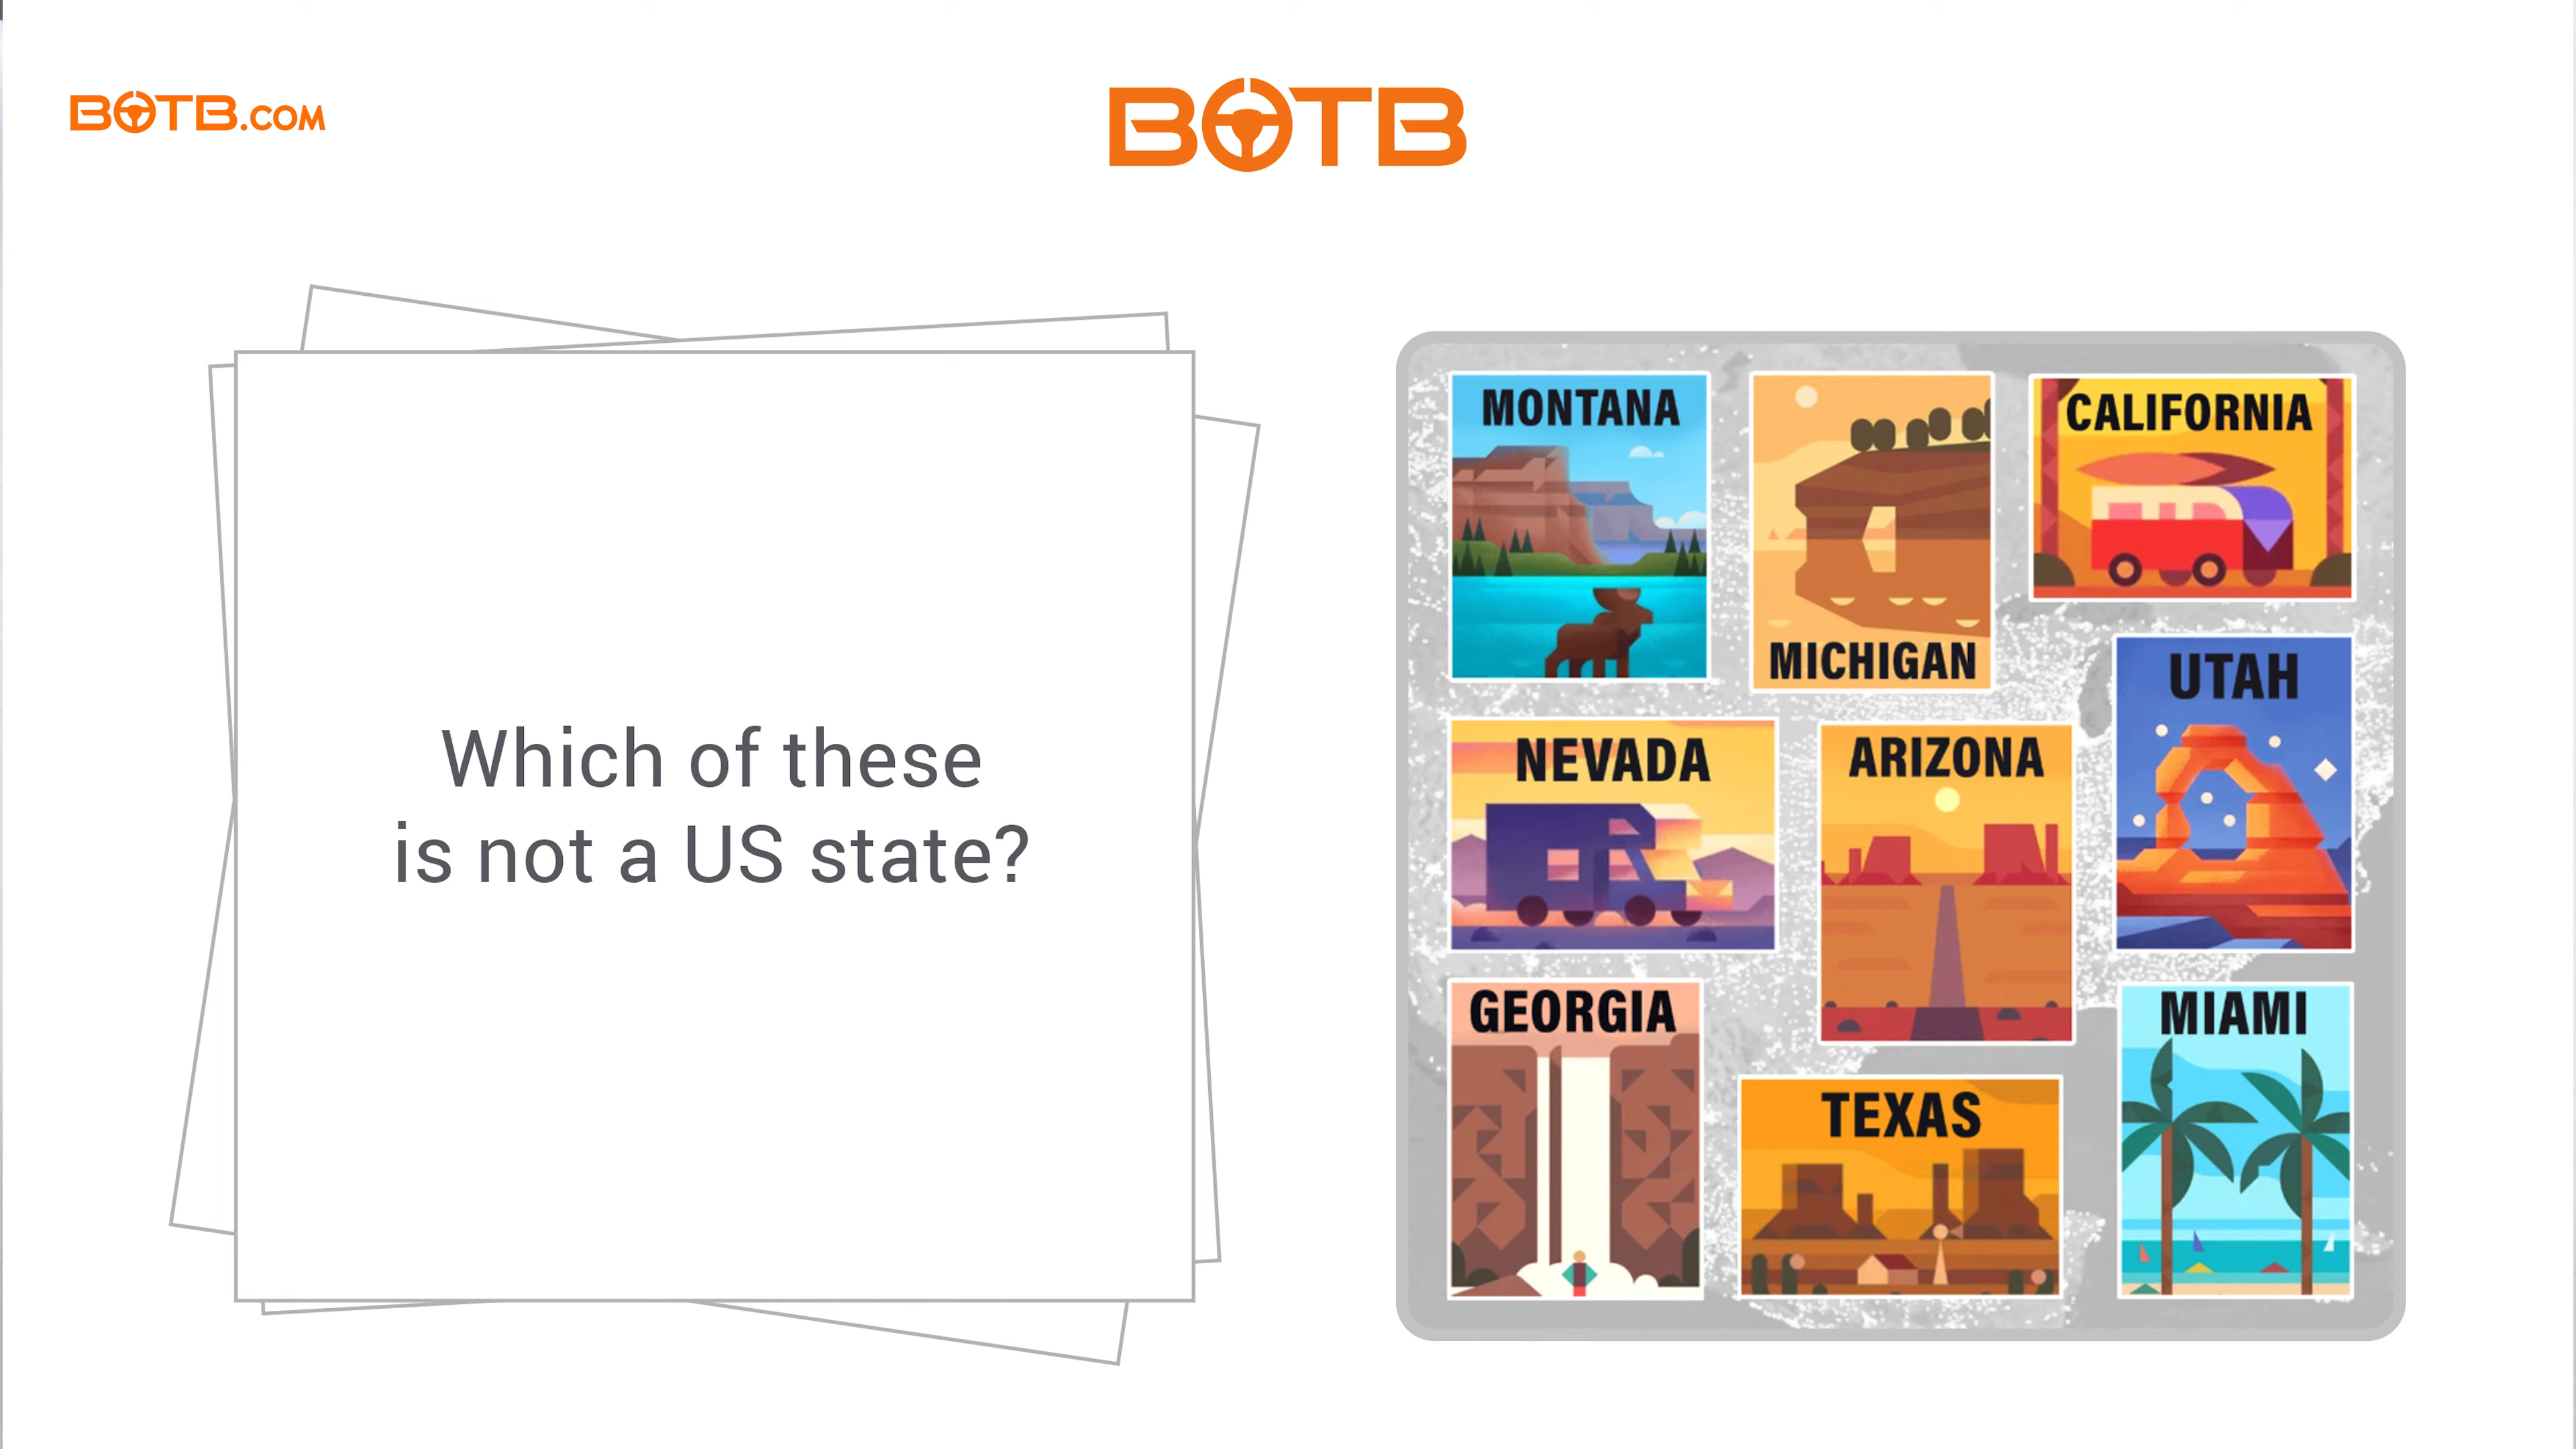 BOTB.COM
BOTB
Which of these
is not a US state?
MONTANA
MICHIGAN
CALIFORNIA
UTAH
NEVADA
ARIZONA
GEORGIA
TEXAS
MIAMI